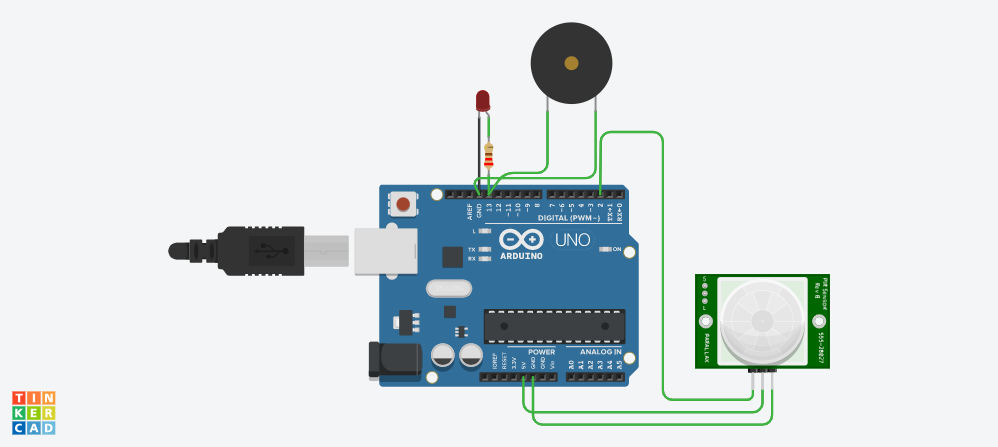 AREF
GND
13
12
~11
~10
~9
8
7
~6
~5
4
~3
2
TX→1
RX←0
DIGITAL (PWM~)
L
TX
RX
UNO
ARDUINO
ON
POWER
ANALOG IN
IOREF
RESET
3.3V
5V
GND
GND
Vin
A0
A1
A2
A3
A4
A5
PIR Sensor
Rev B
PARALLAX
555-28027
TIN
KER
CAD